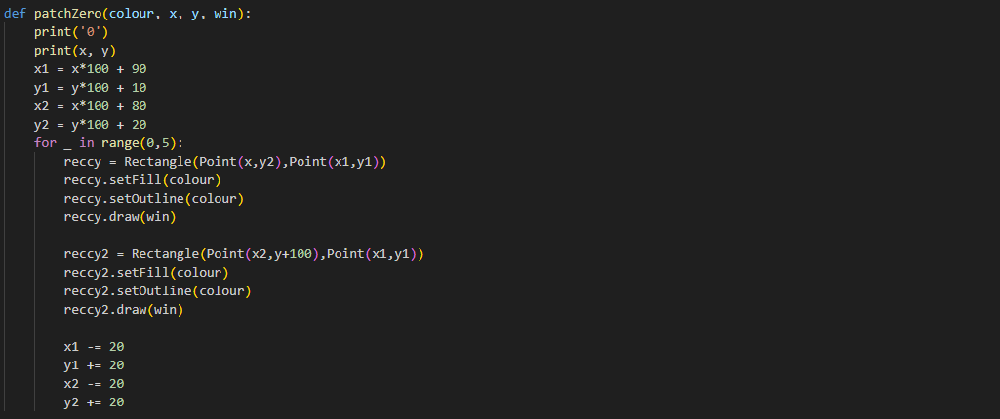 def patchZero(colour, x, y, win):
    print('0')
    print(x, y)
    x1 = x*100 + 90
    y1 = y*100 + 10
    x2 = x*100 + 80
    y2 = y*100 + 20
    for _ in range(0,5):
        reccy = Rectangle(Point(x,y2),Point(x1,y1))
        reccy.setFill(colour)
        reccy.setOutline(colour)
        reccy.draw(win)

        reccy2 = Rectangle(Point(x2,y+100),Point(x1,y1))
        reccy2.setFill(colour)
        reccy2.setOutline(colour)
        reccy2.draw(win)

        x1 -= 20
        y1 += 20
        x2 -= 20
        y2 += 20